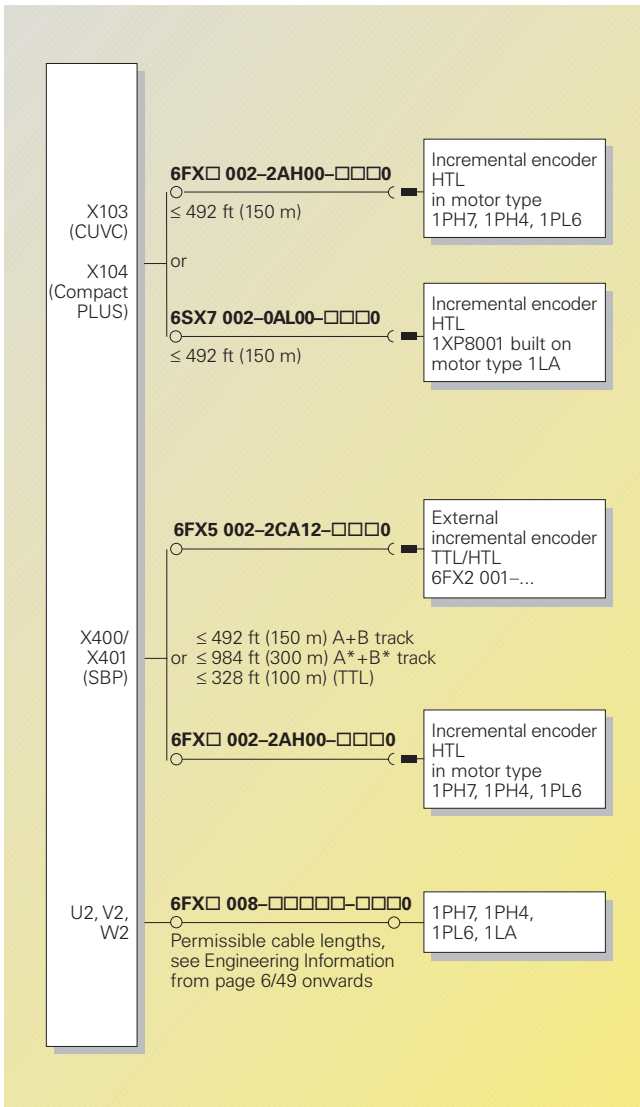 X103
(CUVC)
X104
(Compact
PLUS)
6FX□ 002–2AH00–□□□0
≤ 492 ft (150 m)
Incremental encoder
HTL
in motor type
1PH7, 1PH4, 1PL6
or
6SX7 002–0AL00–□□□0
≤ 492 ft (150 m)
Incremental encoder
HTL
1XP8001 built on
motor type 1LA
X400/
X401
(SBP)
6FX5 002–2CA12–□□□0
External
incremental encoder
TTL/HTL
6FX2 001–...
≤ 492 ft (150 m) A+B track
or ≤ 984 ft (300 m) A*+B* track
≤ 328 ft (100 m) (TTL)
6FX□ 002–2AH00–□□□0
Incremental encoder
HTL
in motor type
1PH7, 1PH4, 1PL6
U2, V2,
W2
6FX□ 008–□□□□□–□□□0
Permissible cable lengths,
see Engineering Information
from page 6/49 onwards
1PH7, 1PH4,
1PL6, 1LA